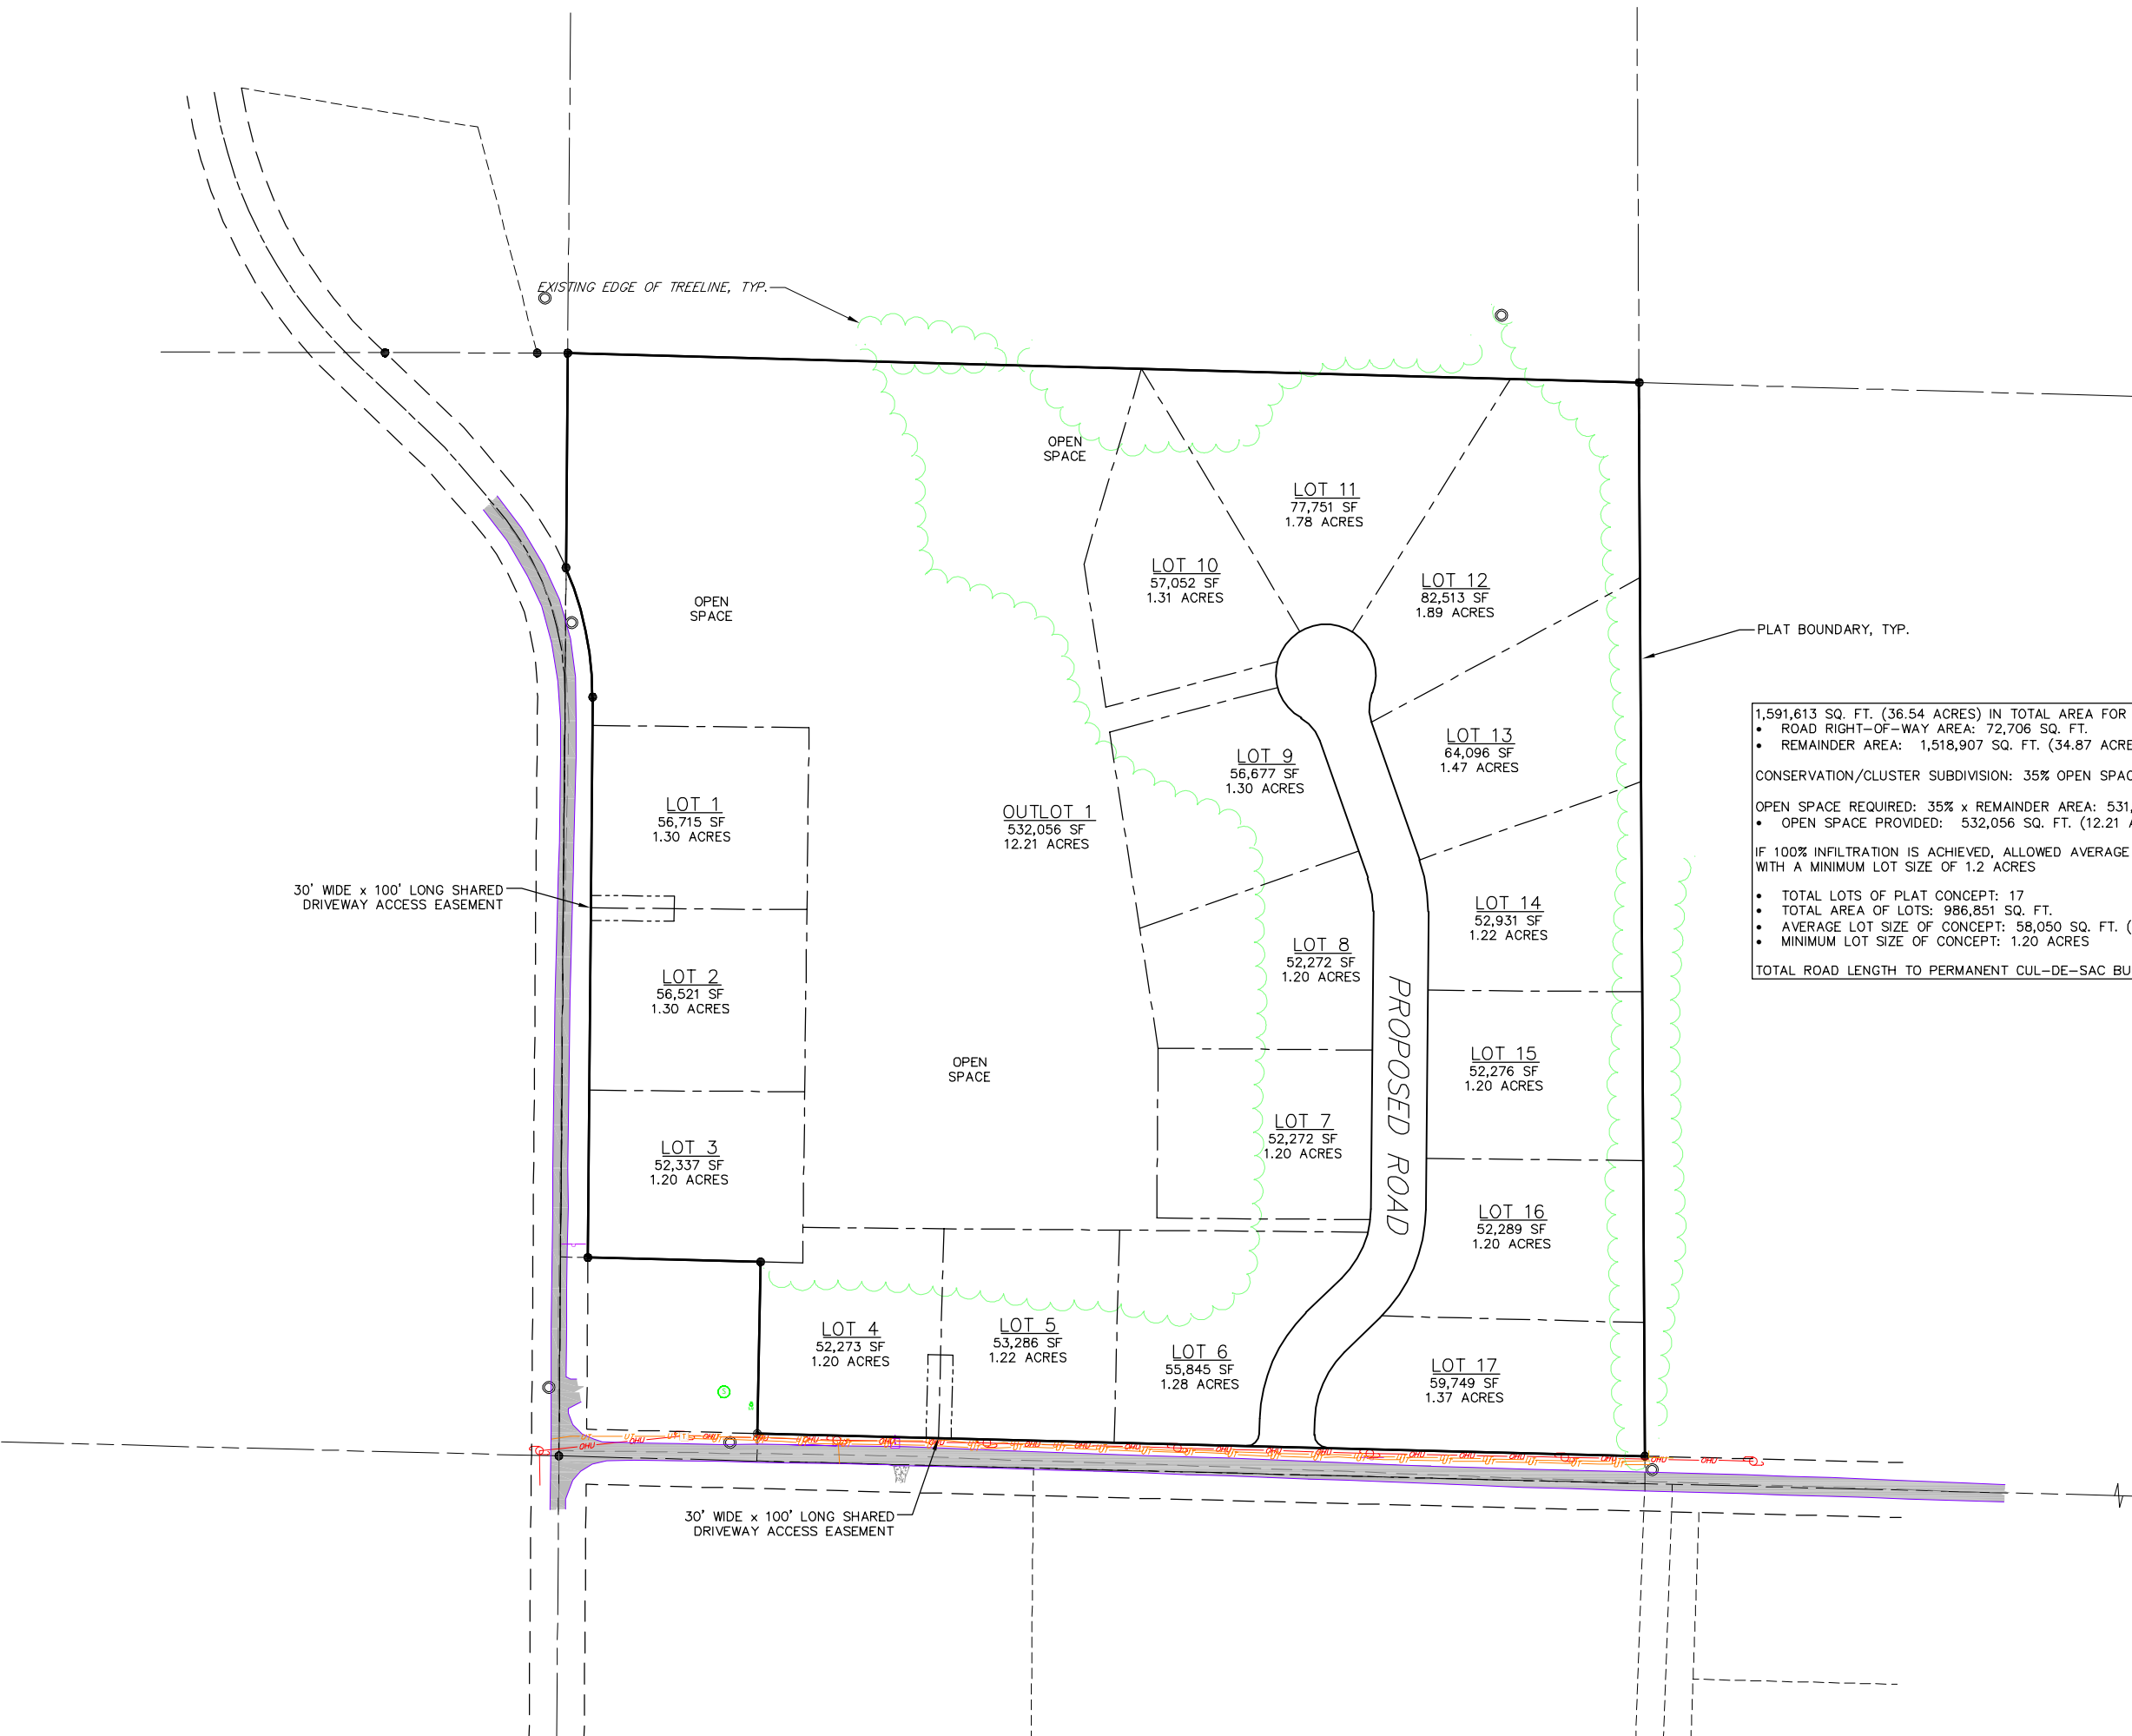 EXISTING EDGE OF TREELINE, TYP.
OPEN
SPACE
LOT 11
77,751 SF
1.78 ACRES
LOT 10
57,052 SF
1.31 ACRES
LOT 12
82,513 SF
1.89 ACRES
OPEN
SPACE
PLAT BOUNDARY, TYP.
1,591,613 SQ. FT. (36.54 ACRES) IN TOTAL AREA FOR
• ROAD RIGHT-OF-WAY AREA: 72,706 SQ. FT.
• REMAINDER AREA: 1,518,907 SQ. FT. (34.87 ACRE
CONSERVATION/CLUSTER SUBDIVISION: 35% OPEN SPAC
OPEN SPACE REQUIRED: 35% x REMAINDER AREA: 531,
• OPEN SPACE PROVIDED: 532,056 SQ. FT. (12.21 A
IF 100% INFILTRATION IS ACHIEVED, ALLOWED AVERAGE
WITH A MINIMUM LOT SIZE OF 1.2 ACRES
• TOTAL LOTS OF PLAT CONCEPT: 17
• TOTAL AREA OF LOTS: 986,851 SQ. FT.
• AVERAGE LOT SIZE OF CONCEPT: 58,050 SQ. FT. (
• MINIMUM LOT SIZE OF CONCEPT: 1.20 ACRES
TOTAL ROAD LENGTH TO PERMANENT CUL-DE-SAC BU
LOT 13
64,096 SF
1.47 ACRES
LOT 9
56,677 SF
1.30 ACRES
LOT 1
56,715 SF
1.30 ACRES
OUTLOT 1
532,056 SF
12.21 ACRES
30' WIDE x 100' LONG SHARED
DRIVEWAY ACCESS EASEMENT
LOT 14
52,931 SF
1.22 ACRES
LOT 8
52,272 SF
1.20 ACRES
LOT 2
56,521 SF
1.30 ACRES
PROPOSED ROAD
OPEN
SPACE
LOT 15
52,276 SF
1.20 ACRES
LOT 7
52,272 SF
1.20 ACRES
LOT 3
52,337 SF
1.20 ACRES
LOT 16
52,289 SF
1.20 ACRES
LOT 4
52,273 SF
1.20 ACRES
LOT 5
53,286 SF
1.22 ACRES
LOT 6
55,845 SF
1.28 ACRES
LOT 17
59,749 SF
1.37 ACRES
30' WIDE x 100' LONG SHARED
DRIVEWAY ACCESS EASEMENT